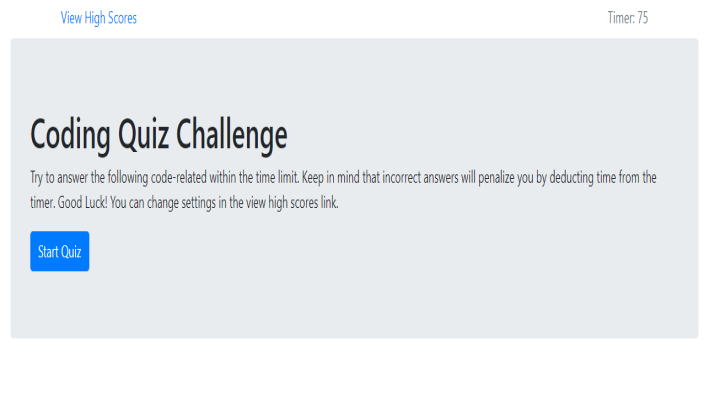 View High Scores
Timer: 75
Coding Quiz Challenge
Try to answer the following code-related within the time limit. Keep in mind that incorrect answers will penalize you by deducting time from the
timer. Good Luck! You can change settings in the view high scores link.
Start Quiz